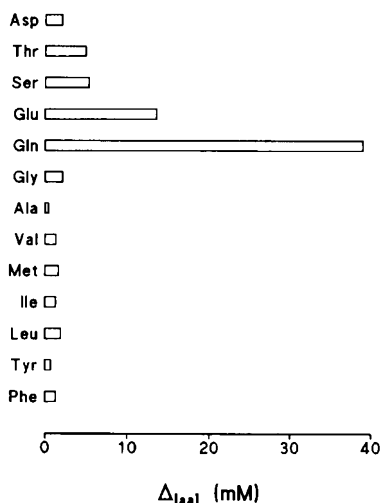 Asp
Thr
Ser
Glu
Gln
Gly
Ala
Val
Met
Ile
Leu
Tyr
Phe
0 10 20 30 40
Δ[aa] (mM)